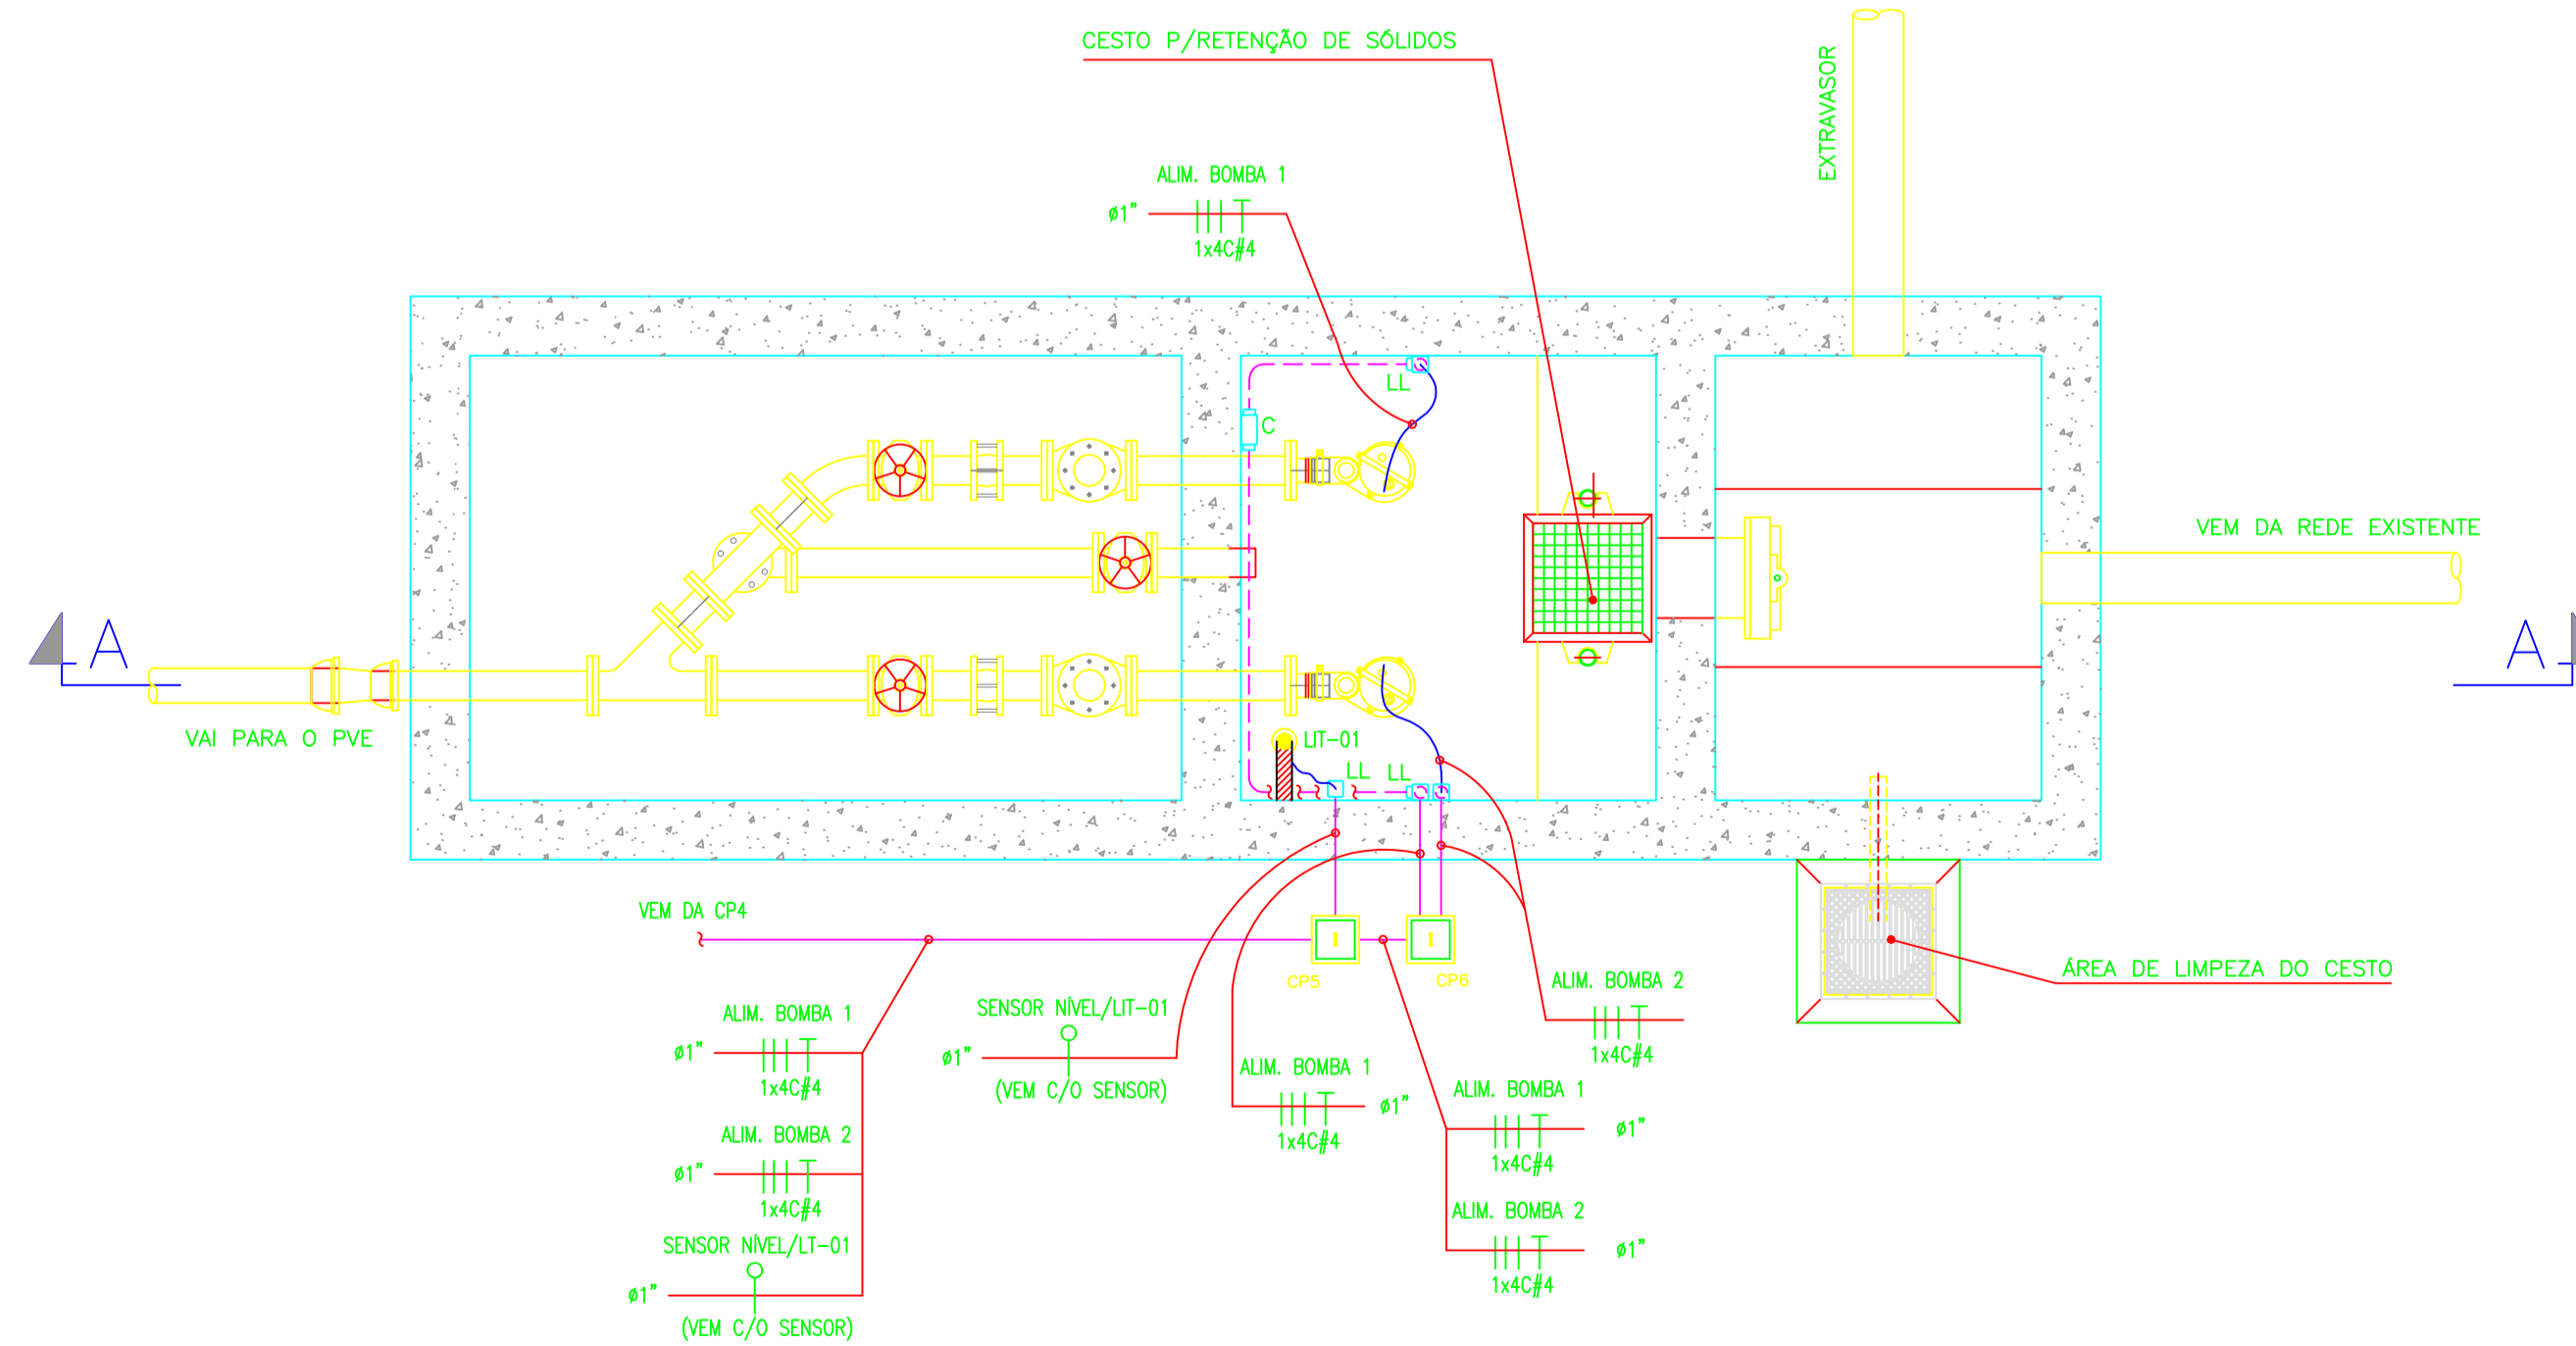 CESTO P/RETENÇÃO DE SÓLIDOS
EXTRAVASOR
ALIM. BOMBA 1
ø1"
1x4C#4
VEM DA REDE EXISTENTE
LL
C
A
A
VAI PARA O PVE
LIT-01
LL
LL
VEM DA CP4
I
I
CP5
CP6
ÁREA DE LIMPEZA DO CESTO
ALIM. BOMBA 1
ø1"
1x4C#4
ALIM. BOMBA 2
ø1"
1x4C#4
SENSOR NÍVEL/LT-01
ø1"
(VEM C/O SENSOR)
SENSOR NÍVEL/LIT-01
ø1"
(VEM C/O SENSOR)
ALIM. BOMBA 1
ø1"
1x4C#4
ALIM. BOMBA 2
1x4C#4
ALIM. BOMBA 1
ø1"
1x4C#4
ALIM. BOMBA 2
ø1"
1x4C#4